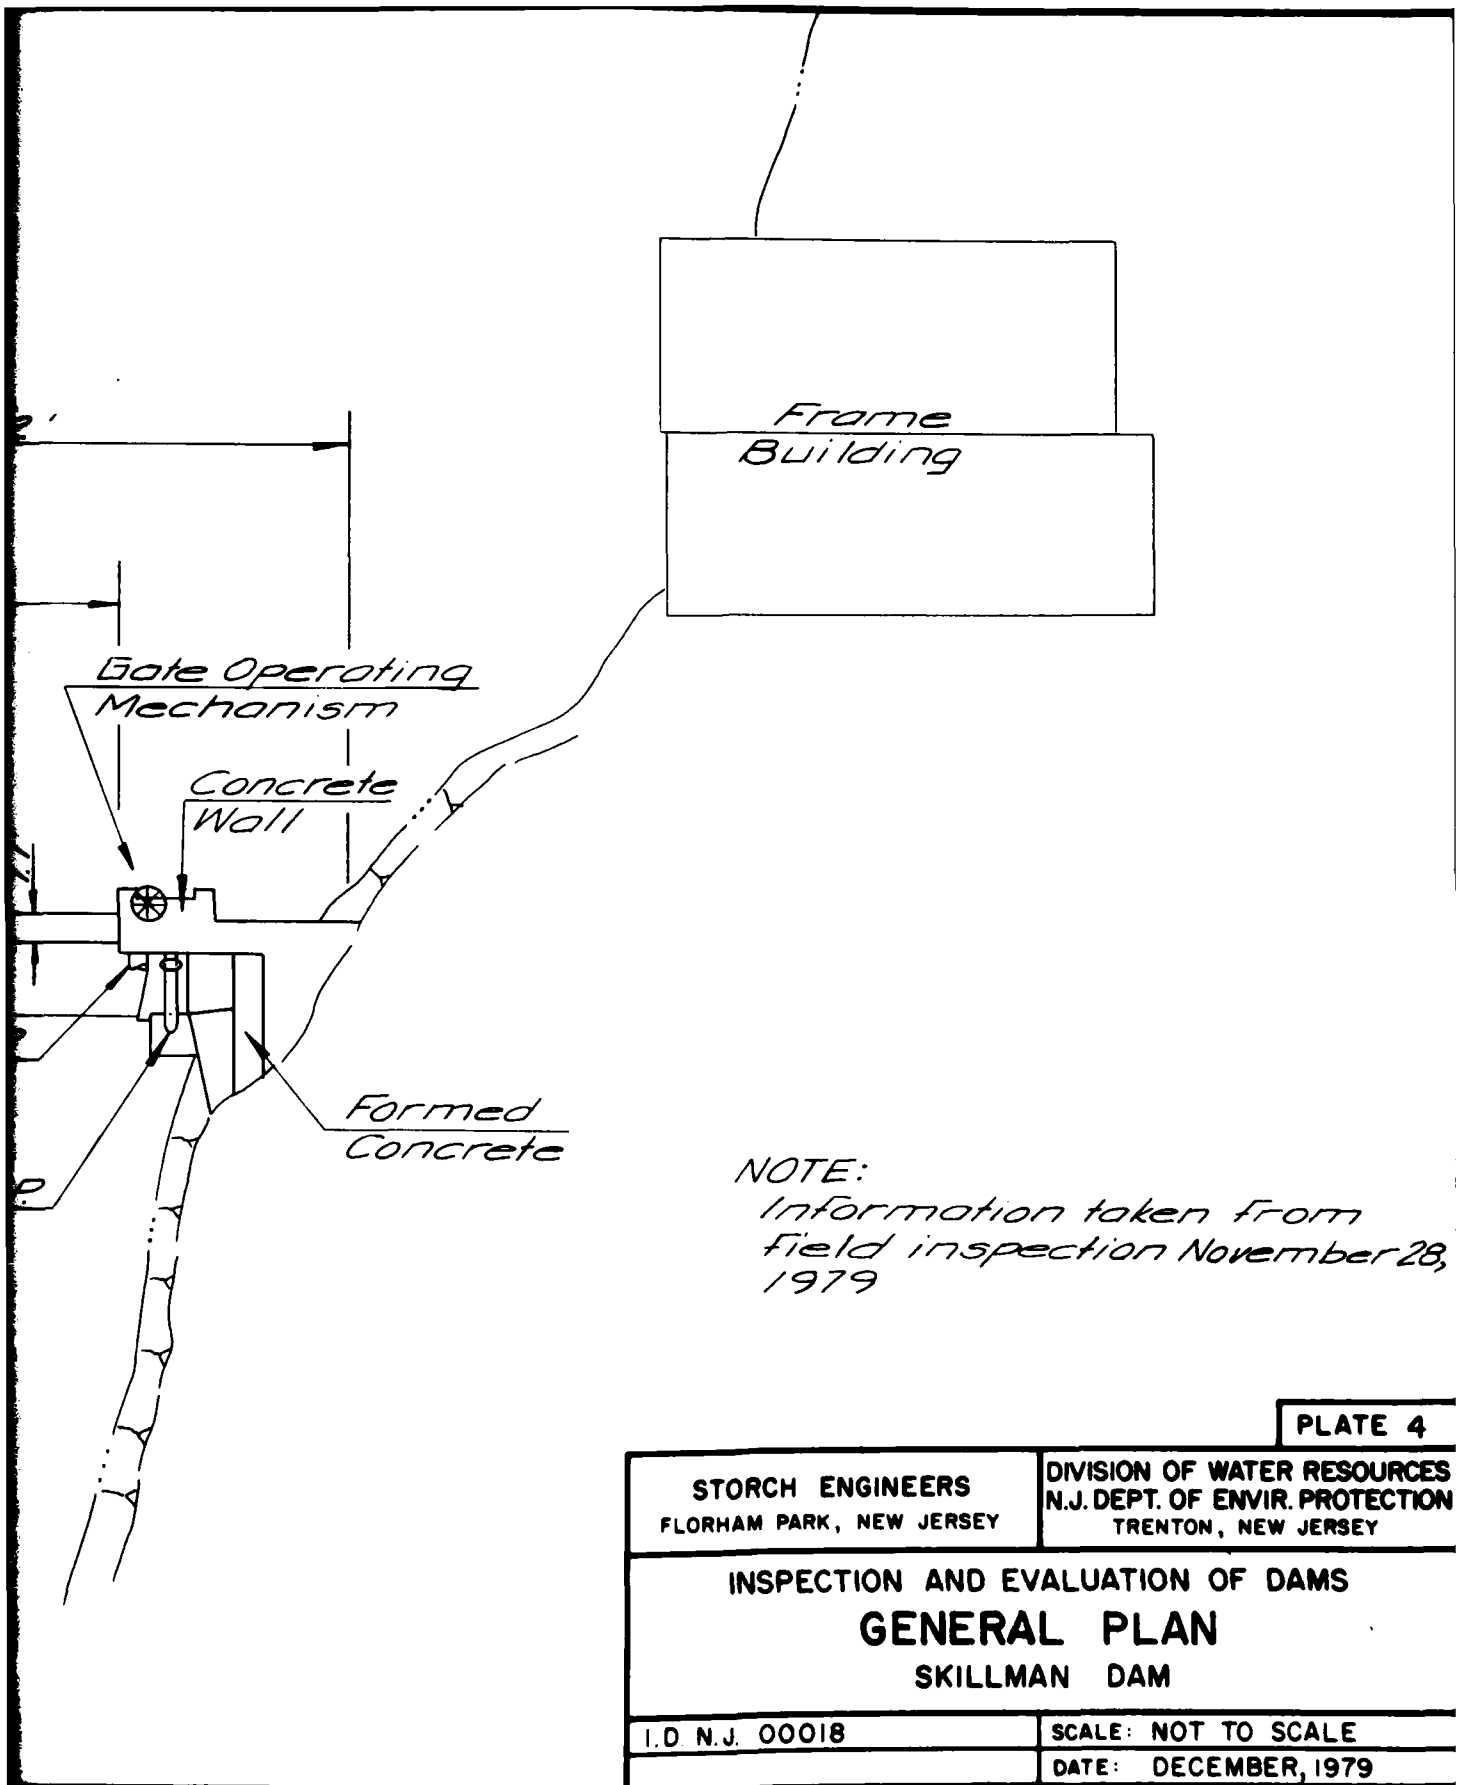 Frame
Building
Gate Operating
Mechanism
Concrete
Wall
Formed
Concrete
NOTE:
Information taken from
field inspection November 28,
1979
PLATE 4
STORCH ENGINEERS
FLORHAM PARK, NEW JERSEY
DIVISION OF WATER RESOURCES
N.J. DEPT. OF ENVIR. PROTECTION
TRENTON, NEW JERSEY
INSPECTION AND EVALUATION OF DAMS
GENERAL PLAN
SKILLMAN DAM
I.D. N.J. 00018
SCALE: NOT TO SCALE
DATE: DECEMBER, 1979